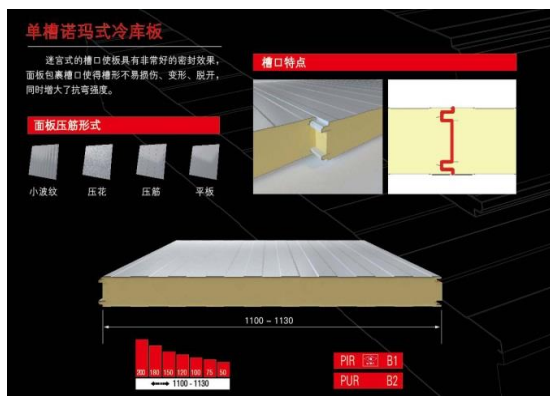 单槽诺玛式冷库板
迷宫式的槽口使板具有非常好的密封效果，
面板包裹槽口使得槽形不易损伤、变形、脱开，
同时增大了抗弯强度。
槽口特点
面板压筋形式
小波纹 压花 压筋 平板
1100 - 1130
200 180 150 120 100 75 50
1100 - 1130
PIR B1
PUR B2